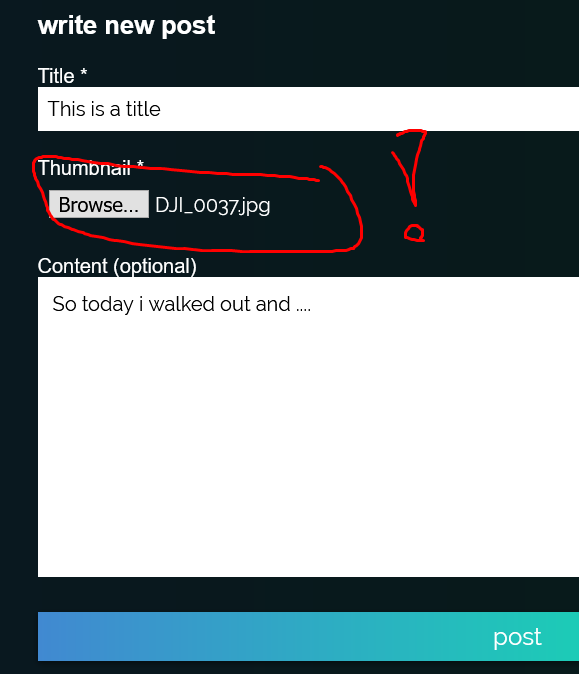 write new post
Title *
This is a title
Thumbnail *
Browse... DJI_0037.jpg
Content (optional)
So today i walked out and ....
post